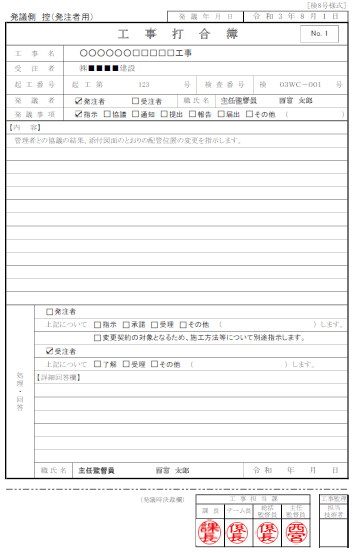 [検8号様式]
発議側 控(発注者用)
発議年月日 令和3年8月1日
工事打合簿 No. 1
工事名 〇〇〇〇〇〇□□□□□工事
受注者 ㈱■■■■建設
起工番号 起工第 123 号 検査番号 検 03WC-001 号
発議者 ☑発注者 □受注者 職氏名 主任監督員 西宮 太郎
発議事項 ☑指示 □協議 □通知 □提出 □報告 □届出 □その他 ( )
【内 容】
管理者との協議の結果、添付図面のとおりの配管位置の変更を指示します。
処理・回答
□発注者
上記について □指示 □承諾 □受理 □その他 ( )します。
□変更契約の対象となるため、施工方法等について別途指示します。
☑受注者
上記について □了解 □受理 □その他 ( )します。
【詳細回答欄】
職氏名 主任監督員 西宮 太郎 令和 年 月 日
(発議時決裁欄)
工事担当課 工事監理
課長 チーム長 総括監督員 主任監督員 担当技術者
課長 係長 係長 西宮